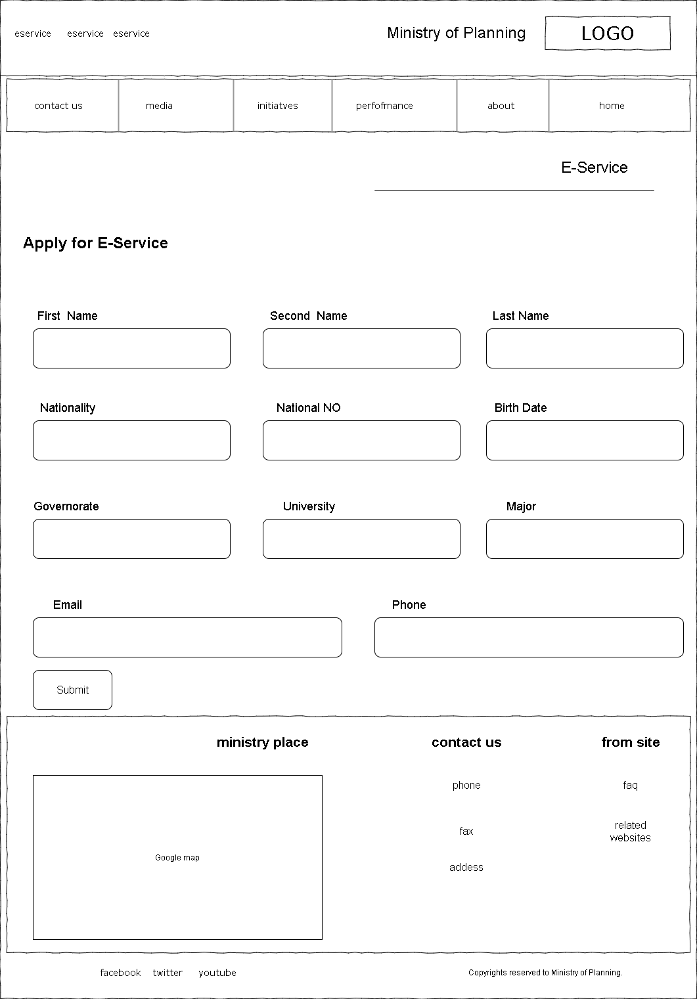 eservice eservice eservice Ministry of Planning LOGO
contact us media initiatves perfofmance about home
E-Service
Apply for E-Service
First Name Second Name Last Name
Nationality National NO Birth Date
Governorate University Major
Email Phone
Submit
ministry place contact us from site
phone faq
fax related
websites
Google map addess
facebook twitter youtube Copyrights reserved to Ministry of Planning.